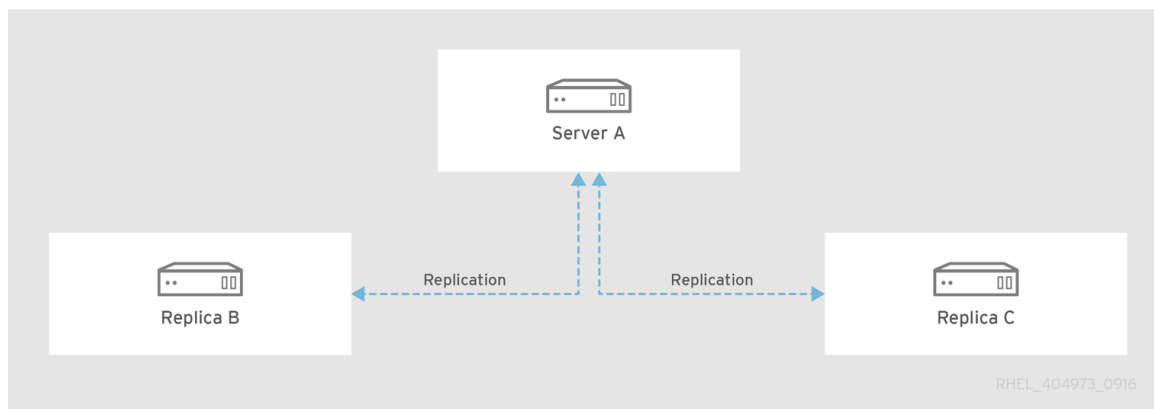 Server A
Replication
Replication
Replica B
Replica C
RHEL_404973_0916